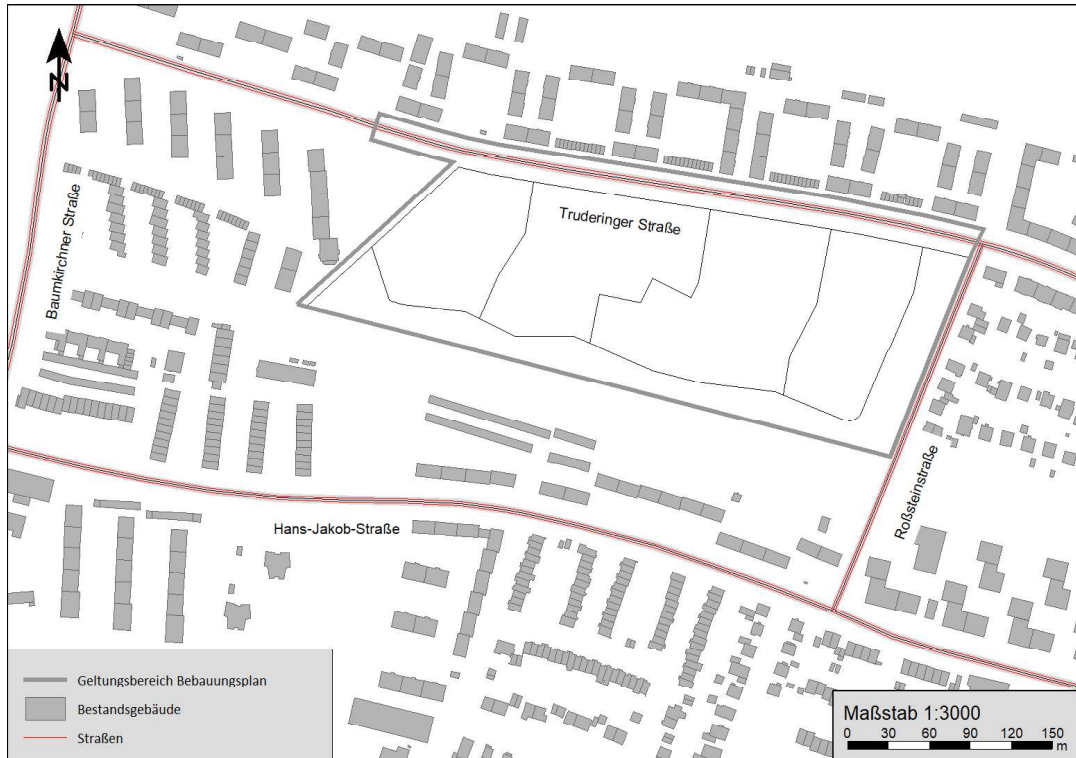 N
Truderinger Straße
Baumkirchner Straße
Roßsteinstraße
Hans-Jakob-Straße
Geltungsbereich Bebauungsplan
Bestandsgebäude
Straßen
Maßstab 1:3000
0 30 60 90 120 150
m